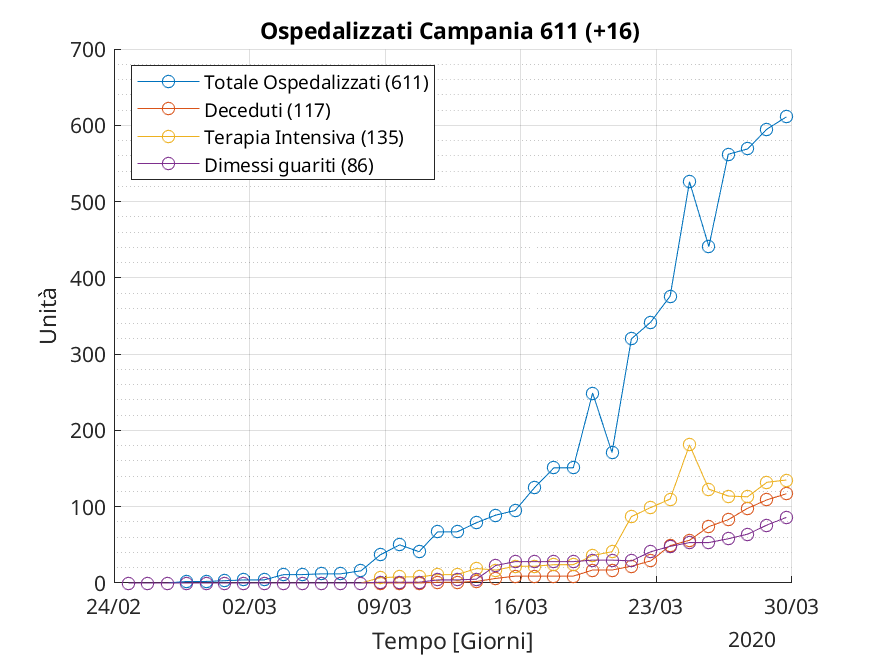 Ospedalizzati Campania 611 (+16)
700
600
500
400
300
200
100
0
Unità
Totale Ospedalizzati (611)
Deceduti (117)
Terapia Intensiva (135)
Dimessi guariti (86)
24/02 02/03 09/03 16/03 23/03 30/03
Tempo [Giorni]
2020